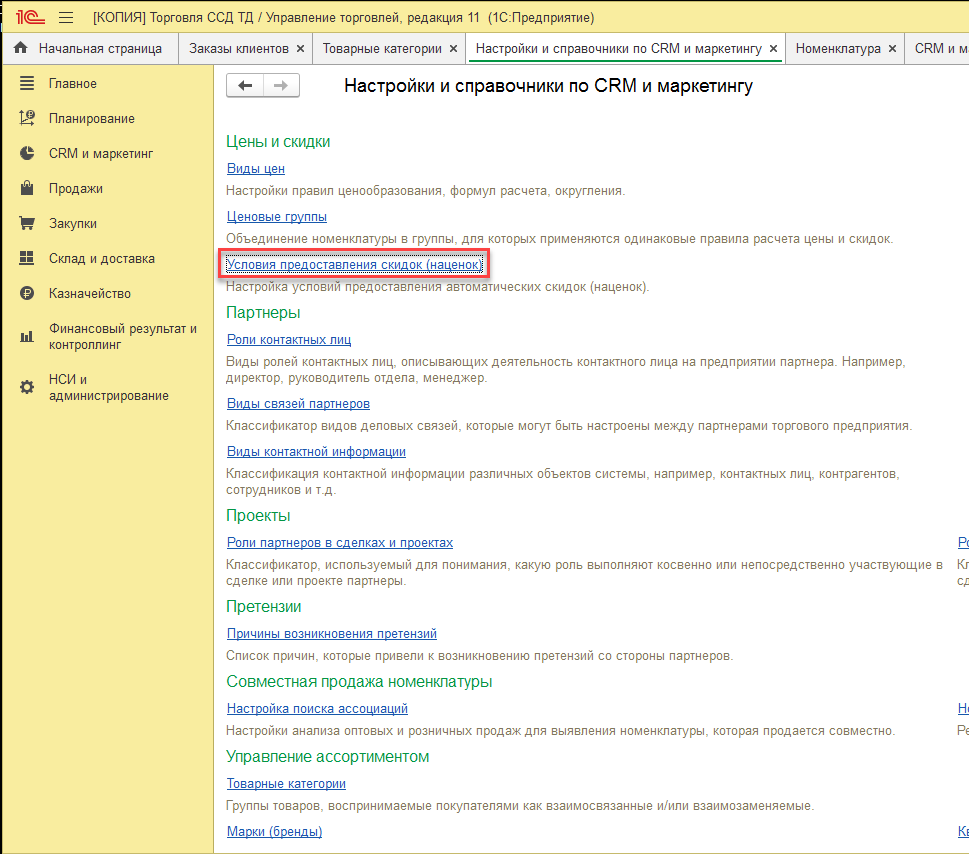 1С [КОПИЯ] Торговля ССД ТД / Управление торговлей, редакция 11 (1С:Предприятие)
Начальная страница Заказы клиентов × Товарные категории × Настройки и справочники по CRM и маркетингу × Номенклатура × CRM и м
Главное
Планирование
CRM и маркетинг
Продажи
Закупки
Склад и доставка
Казначейство
Финансовый результат и
контроллинг
НСИ и
администрирование
Настройки и справочники по CRM и маркетингу
Цены и скидки
Виды цен
Настройки правил ценообразования, формул расчета, округления.
Ценовые группы
Объединение номенклатуры в группы, для которых применяются одинаковые правила расчета цены и скидок.
Условия предоставления скидок (наценок)
Настройка условий предоставления автоматических скидок (наценок).
Партнеры
Роли контактных лиц
Виды ролей контактных лиц, описывающих деятельность контактного лица на предприятии партнера. Например,
директор, руководитель отдела, менеджер.
Виды связей партнеров
Классификатор видов деловых связей, которые могут быть настроены между партнерами торгового предприятия.
Виды контактной информации
Классификация контактной информации различных объектов системы, например, контактных лиц, контрагентов,
сотрудников и т.д.
Проекты
Роли партнеров в сделках и проектах
Классификатор, используемый для понимания, какую роль выполняют косвенно или непосредственно участвующие в
сделке или проекте партнеры.
Претензии
Причины возникновения претензий
Список причин, которые привели к возникновению претензий со стороны партнеров.
Совместная продажа номенклатуры
Настройка поиска ассоциаций
Настройки анализа оптовых и розничных продаж для выявления номенклатуры, которая продается совместно.
Управление ассортиментом
Товарные категории
Группы товаров, воспринимаемые покупателями как взаимосвязанные и/или взаимозаменяемые.
Марки (бренды)